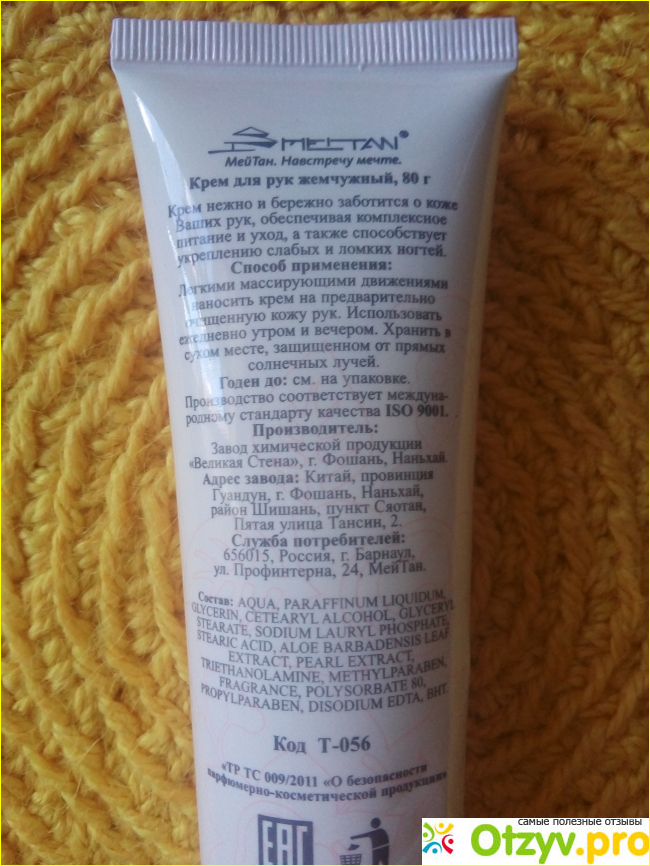 MEITAN®
МейТан. Навстречу мечте.
Крем для рук жемчужный, 80 г
Крем нежно и бережно заботится о коже
Ваших рук, обеспечивая комплексное
питание и уход, а также способствует
укреплению слабых и ломких ногтей.
Способ применения:
Легкими массирующими движениями
наносить крем на предварительно
очищенную кожу рук. Использовать
ежедневно утром и вечером. Хранить в
сухом месте, защищенном от прямых
солнечных лучей.
Годен до: см. на упаковке.
Производство соответствует междуна-
родному стандарту качества ISO 9001.
Производитель:
Завод химической продукции
«Великая Стена», г. Фошань, Наньхай.
Адрес завода: Китай, провинция
Гуандун, г. Фошань, Наньхай,
район Шишань, пункт Сяотан,
Пятая улица Тансин, 2.
Служба потребителей:
656015, Россия, г. Барнаул,
ул. Профинтерна, 24, МейТан.
Состав: AQUA, PARAFFINUM LIQUIDUM,
GLYCERIN, CETEARYL ALCOHOL, GLYCERYL
STEARATE, SODIUM LAURYL PHOSPHATE,
STEARIC ACID, ALOE BARBADENSIS LEAF
EXTRACT, PEARL EXTRACT,
TRIETHANOLAMINE, METHYLPARABEN,
FRAGRANCE, POLYSORBATE 80,
PROPYLPARABEN, DISODIUM EDTA, BHT.
Код Т-056
«ТР ТС 009/2011 «О безопасности
парфюмерно-косметической продукции»
EAC
самые полезные отзывы
Otzyv.pro